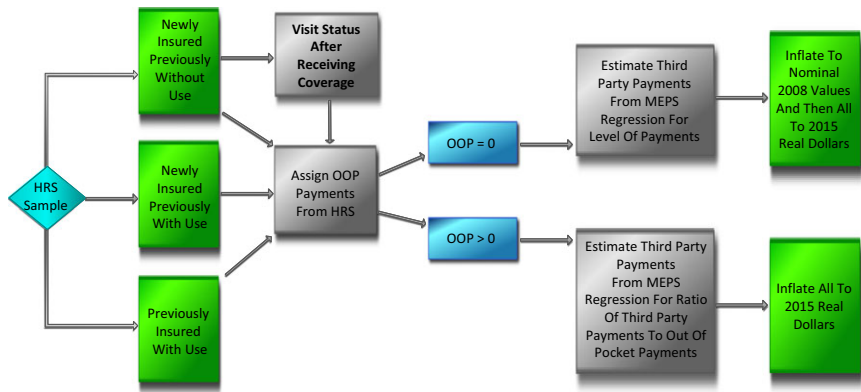 HRS
Sample
Newly
Insured
Previously
Without
Use
Newly
Insured
Previously
With Use
Previously
Insured
With Use
Visit Status
After
Receiving
Coverage
Assign OOP
Payments
From HRS
OOP = 0
OOP > 0
Estimate Third
Party Payments
From MEPS
Regression For
Level Of Payments
Estimate Third Party
Payments
From MEPS
Regression For Ratio
Of Third Party
Payments To Out Of
Pocket Payments
Inflate To
Nominal
2008 Values
And Then All
To 2015 Real
Dollars
Inflate All To
2015 Real
Dollars